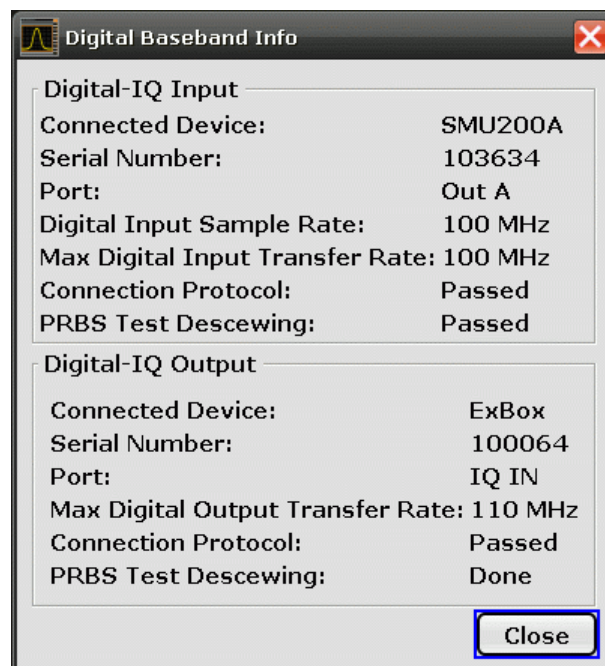 Digital Baseband Info
Digital-IQ Input
Connected Device: SMU200A
Serial Number: 103634
Port: Out A
Digital Input Sample Rate: 100 MHz
Max Digital Input Transfer Rate: 100 MHz
Connection Protocol: Passed
PRBS Test Descewing: Passed
Digital-IQ Output
Connected Device: ExBox
Serial Number: 100064
Port: IQ IN
Max Digital Output Transfer Rate: 110 MHz
Connection Protocol: Passed
PRBS Test Descewing: Done
Close